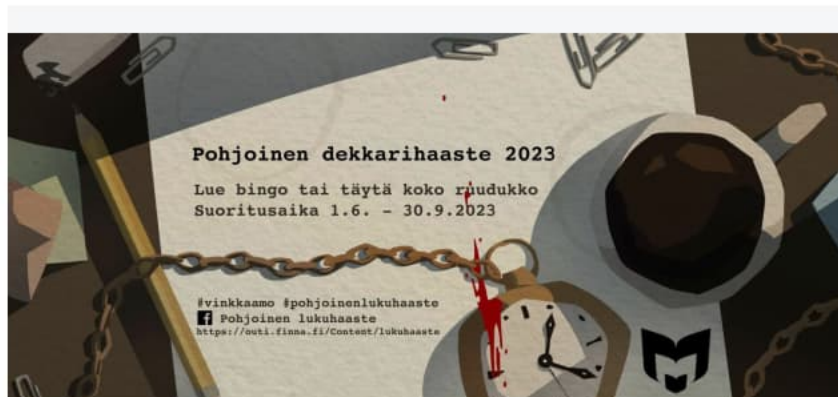 Pohjoinen dekkarihaaste 2023
Lue bingo tai täytä koko ruudukko
Suoritusaika 1.6. - 30.9.2023
#vinkkaamo #pohjoinenlukuhaaste
Pohjoinen lukuhaaste
https://outi.finna.fi/Content/lukuhaaste